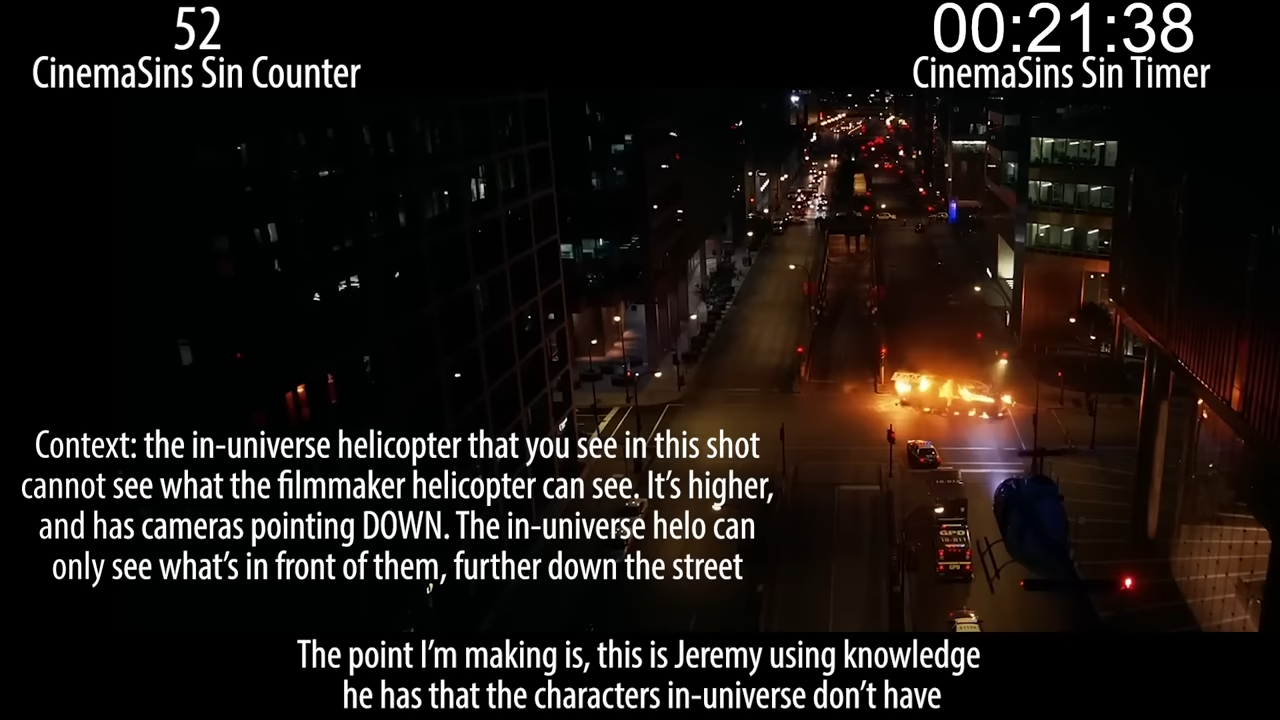 52
CinemaSins Sin Counter
00:21:38
CinemaSins Sin Timer
Context: the in-universe helicopter that you see in this shot
cannot see what the filmmaker helicopter can see. It's higher,
and has cameras pointing DOWN. The in-universe helo can
only see what's in front of them, further down the street
GPD
GPD
The point I'm making is, this is Jeremy using knowledge
he has that the characters in-universe don't have